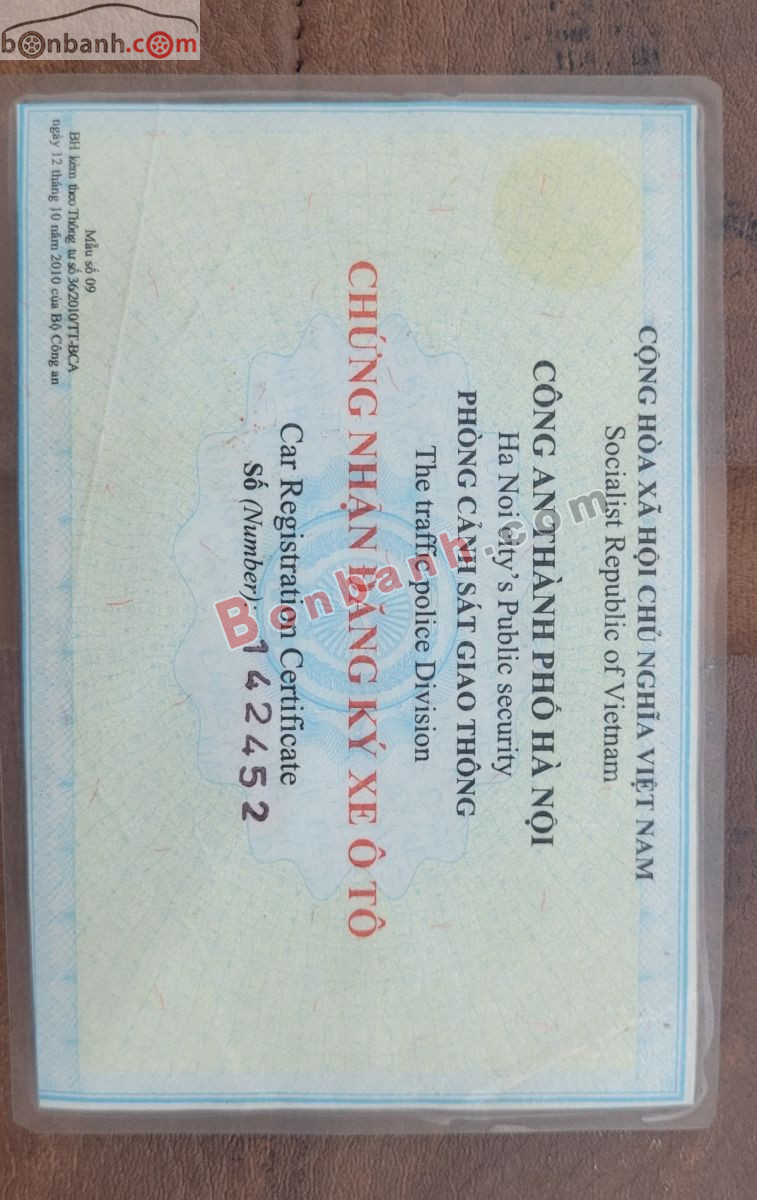 bonbanh.com
CỘNG HÒA XÃ HỘI CHỦ NGHĨA VIỆT NAM
Socialist Republic of Vietnam
CÔNG AN THÀNH PHỐ HÀ NỘI
Ha Noi city's Public security
PHÒNG CẢNH SÁT GIAO THÔNG
The traffic police Division
CHỨNG NHẬN ĐĂNG KÝ XE Ô TÔ
Car Registration Certificate
Số (Number): 142452
Bonbanh.com
Mẫu số 09
BH kèm theo Thông tư số 36/2010/TT-BCA
ngày 12 tháng 10 năm 2010 của Bộ Công an